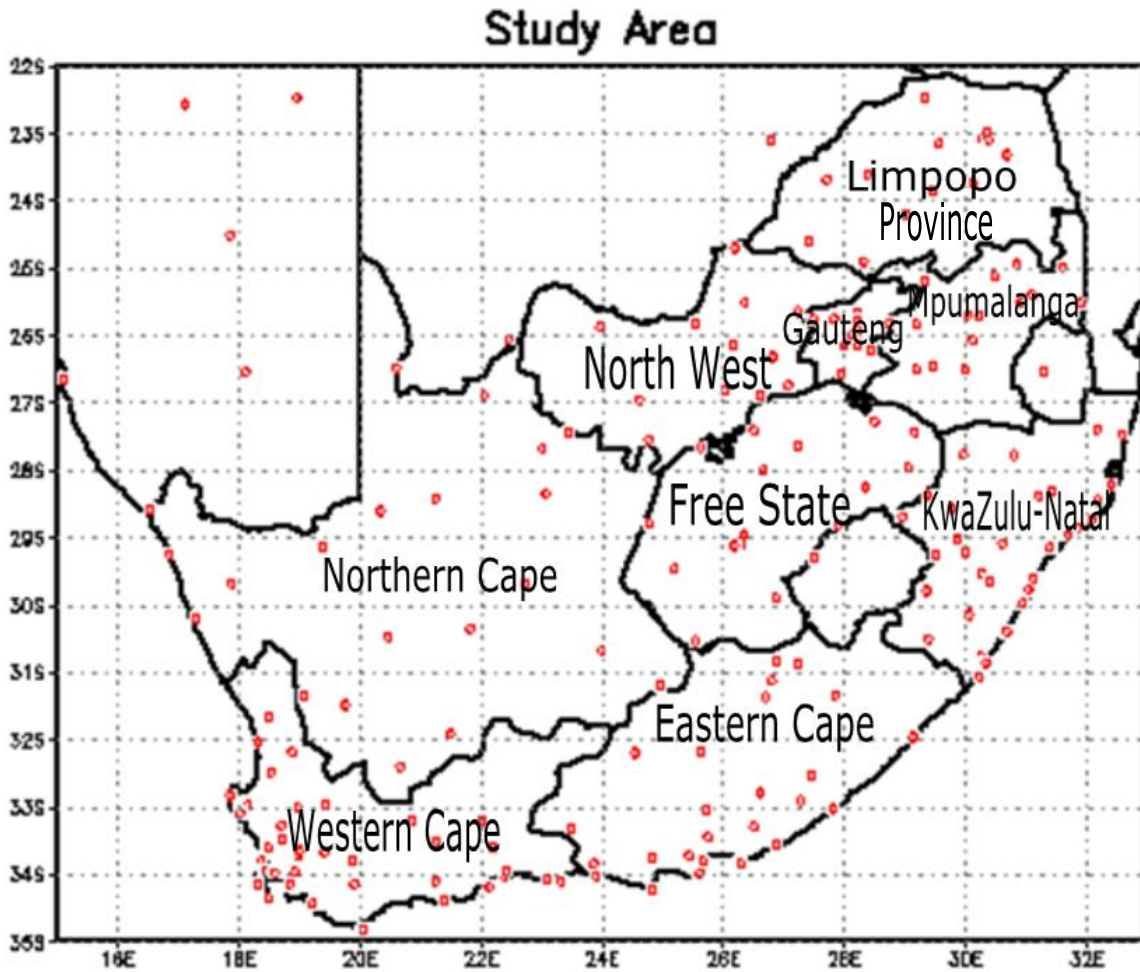 Study Area
22S
23S
Limpopo
24S
Province
25S
Mpumalanga
26S
Gauteng
North West
27S
28S
Free State
KwaZulu-Natal
29S
Northern Cape
30S
31S
Eastern Cape
32S
33S
Western Cape
34S
35S
16E 18E 20E 22E 24E 26E 28E 30E 32E